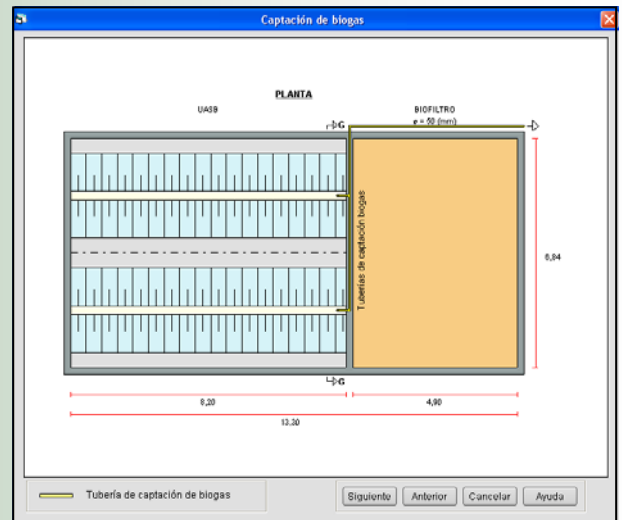 Captación de biogas
PLANTA
UASB
BIOFILTRO
G
ø = 50 (mm)
Tuberías de captación biogas
6,84
G
8,20
4,90
13,30
Tubería de captación de biogas
Siguiente
Anterior
Cancelar
Ayuda